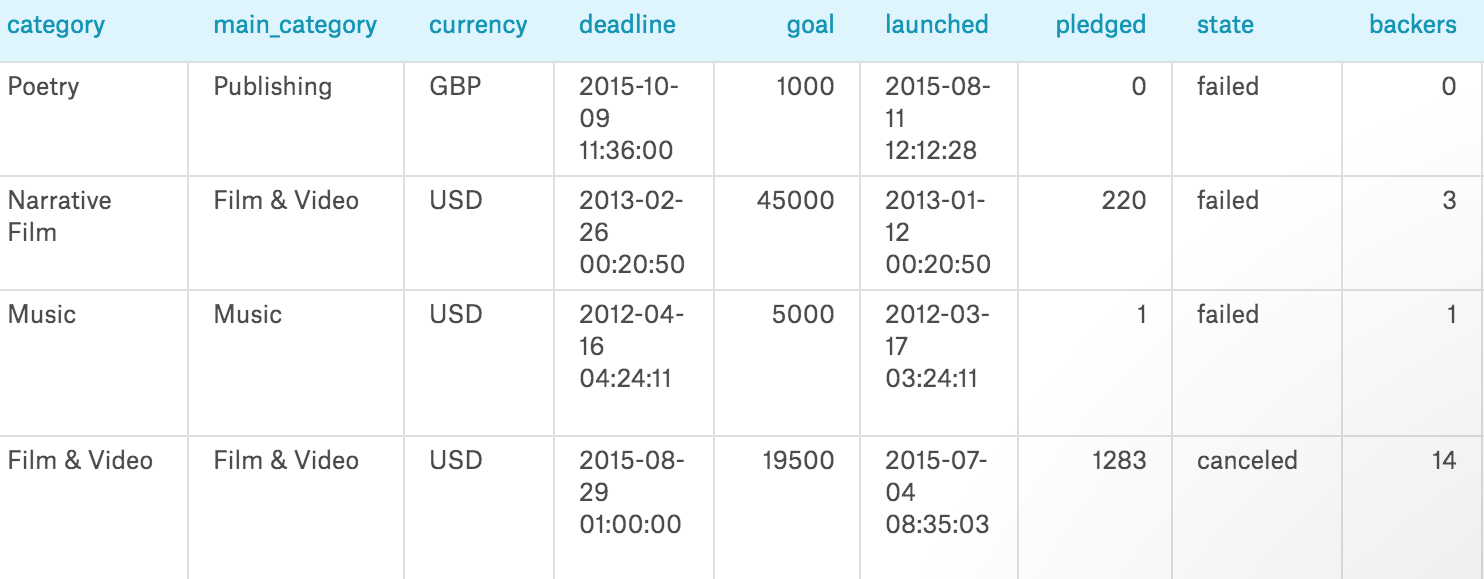 category main_category currency deadline goal launched pledged state backers
Poetry Publishing GBP 2015-10- 1000 2015-08- 0 failed 0
09 11
11:36:00 12:12:28
Narrative Film & Video USD 2013-02- 45000 2013-01- 220 failed 3
Film 26 12
00:20:50 00:20:50
Music Music USD 2012-04- 5000 2012-03- 1 failed 1
16 17
04:24:11 03:24:11
Film & Video Film & Video USD 2015-08- 19500 2015-07- 1283 canceled 14
29 04
01:00:00 08:35:03